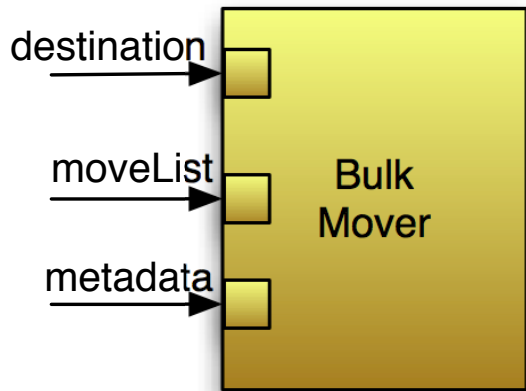 destination
moveList
metadata
Bulk
Mover